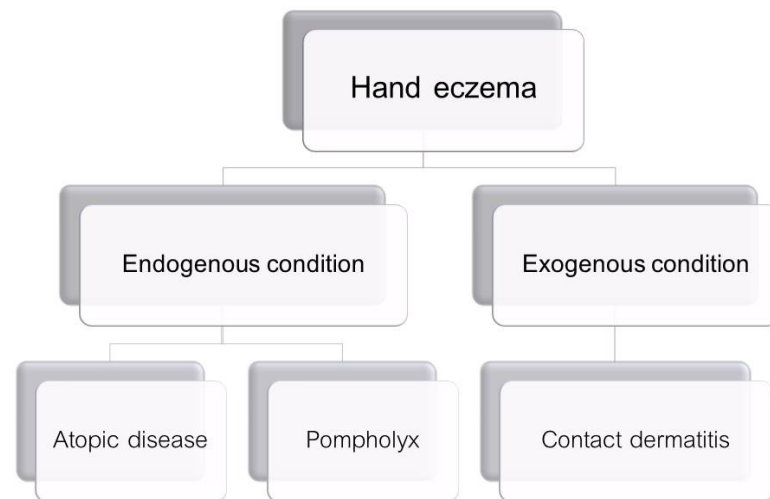 Hand eczema
Endogenous condition
Exogenous condition
Atopic disease
Pompholyx
Contact dermatitis